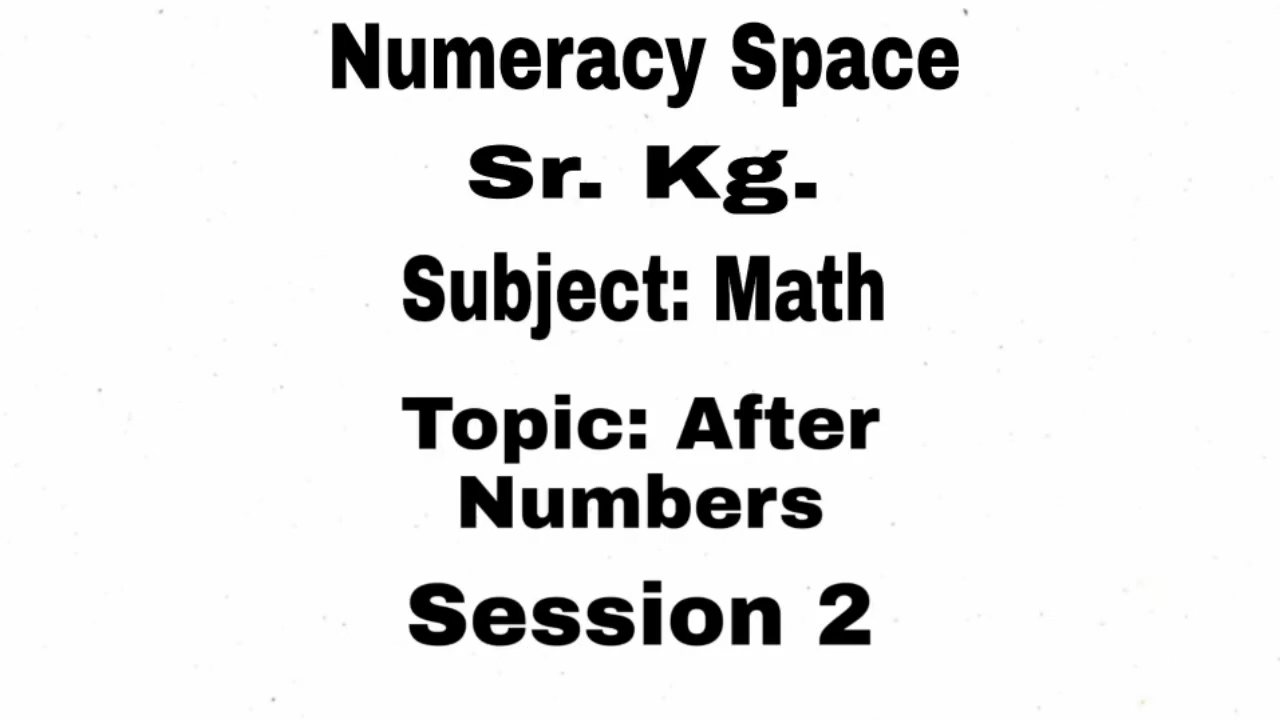 Numeracy Space
Sr. Kg.
Subject: Math
Topic: After
Numbers
Session 2